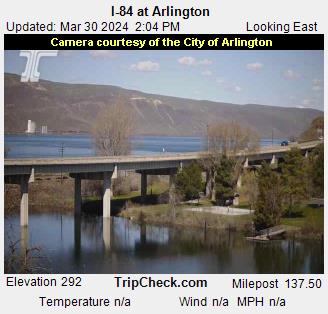 I-84 at Arlington
Updated: Mar 30 2024 2:04 PM Looking East
Camera courtesy of the City of Arlington
Elevation 292 TripCheck.com Milepost 137.50
Temperature n/a Wind n/a MPH n/a